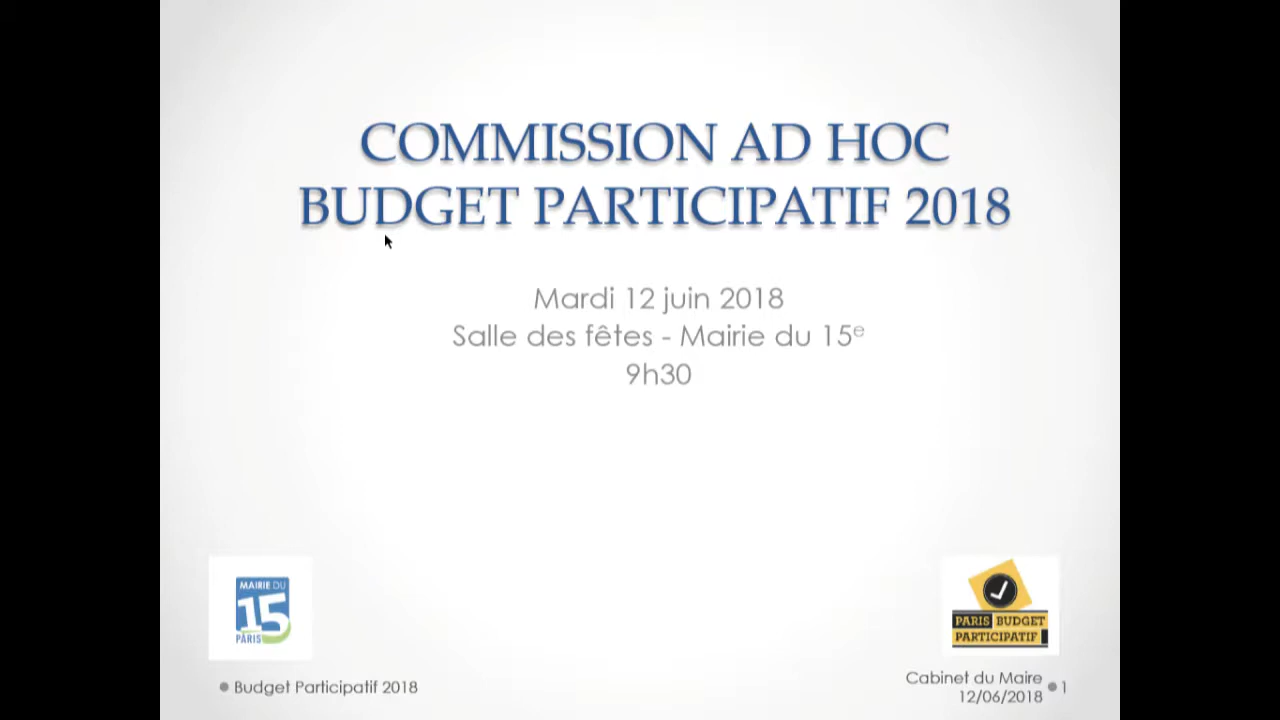 COMMISSION AD HOC
BUDGET PARTICIPATIF 2018
Mardi 12 juin 2018
Salle des fêtes - Mairie du 15e
9h30
MAIRIE DU
15
PARIS
PARIS BUDGET
PARTICIPATIF
Budget Participatif 2018
Cabinet du Maire
12/06/2018
1